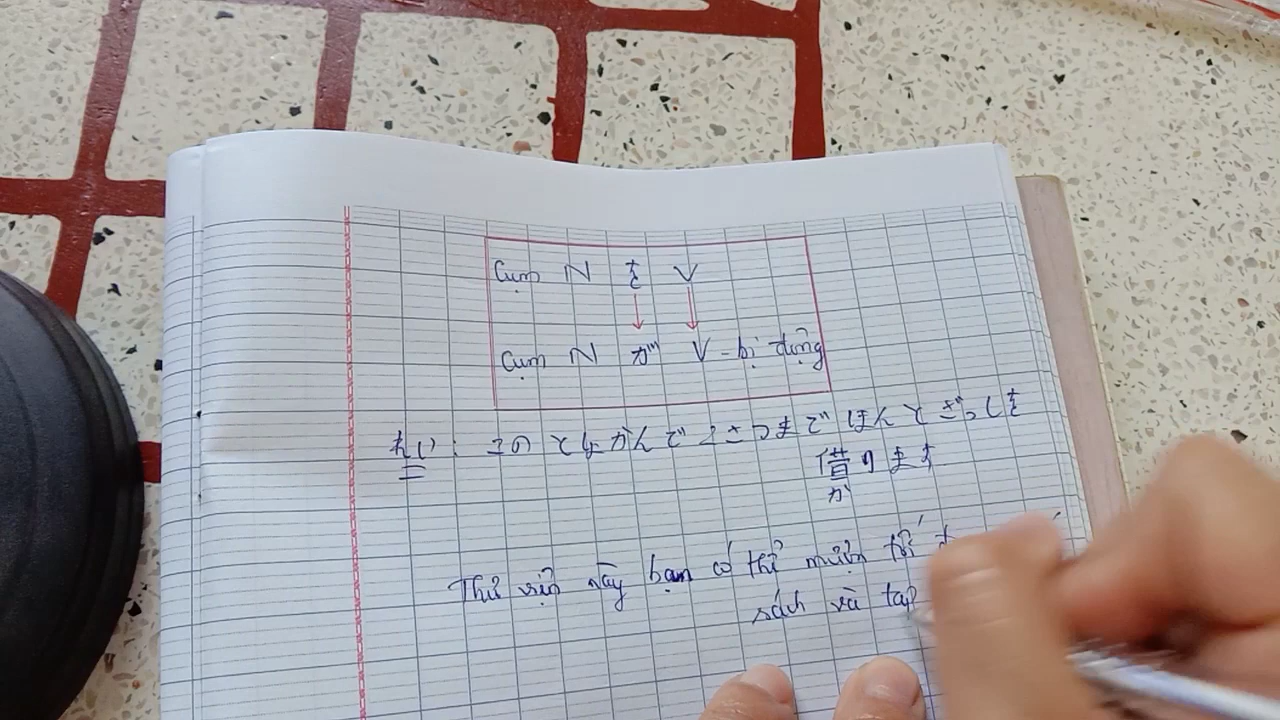 Cụm N を V
Cụm N が V - bị động
れい : このとしょかんで 4さつまで ほんと ざっしを
借ります
か
Thư viện này bạn có thể mượn tối
sách và tạp